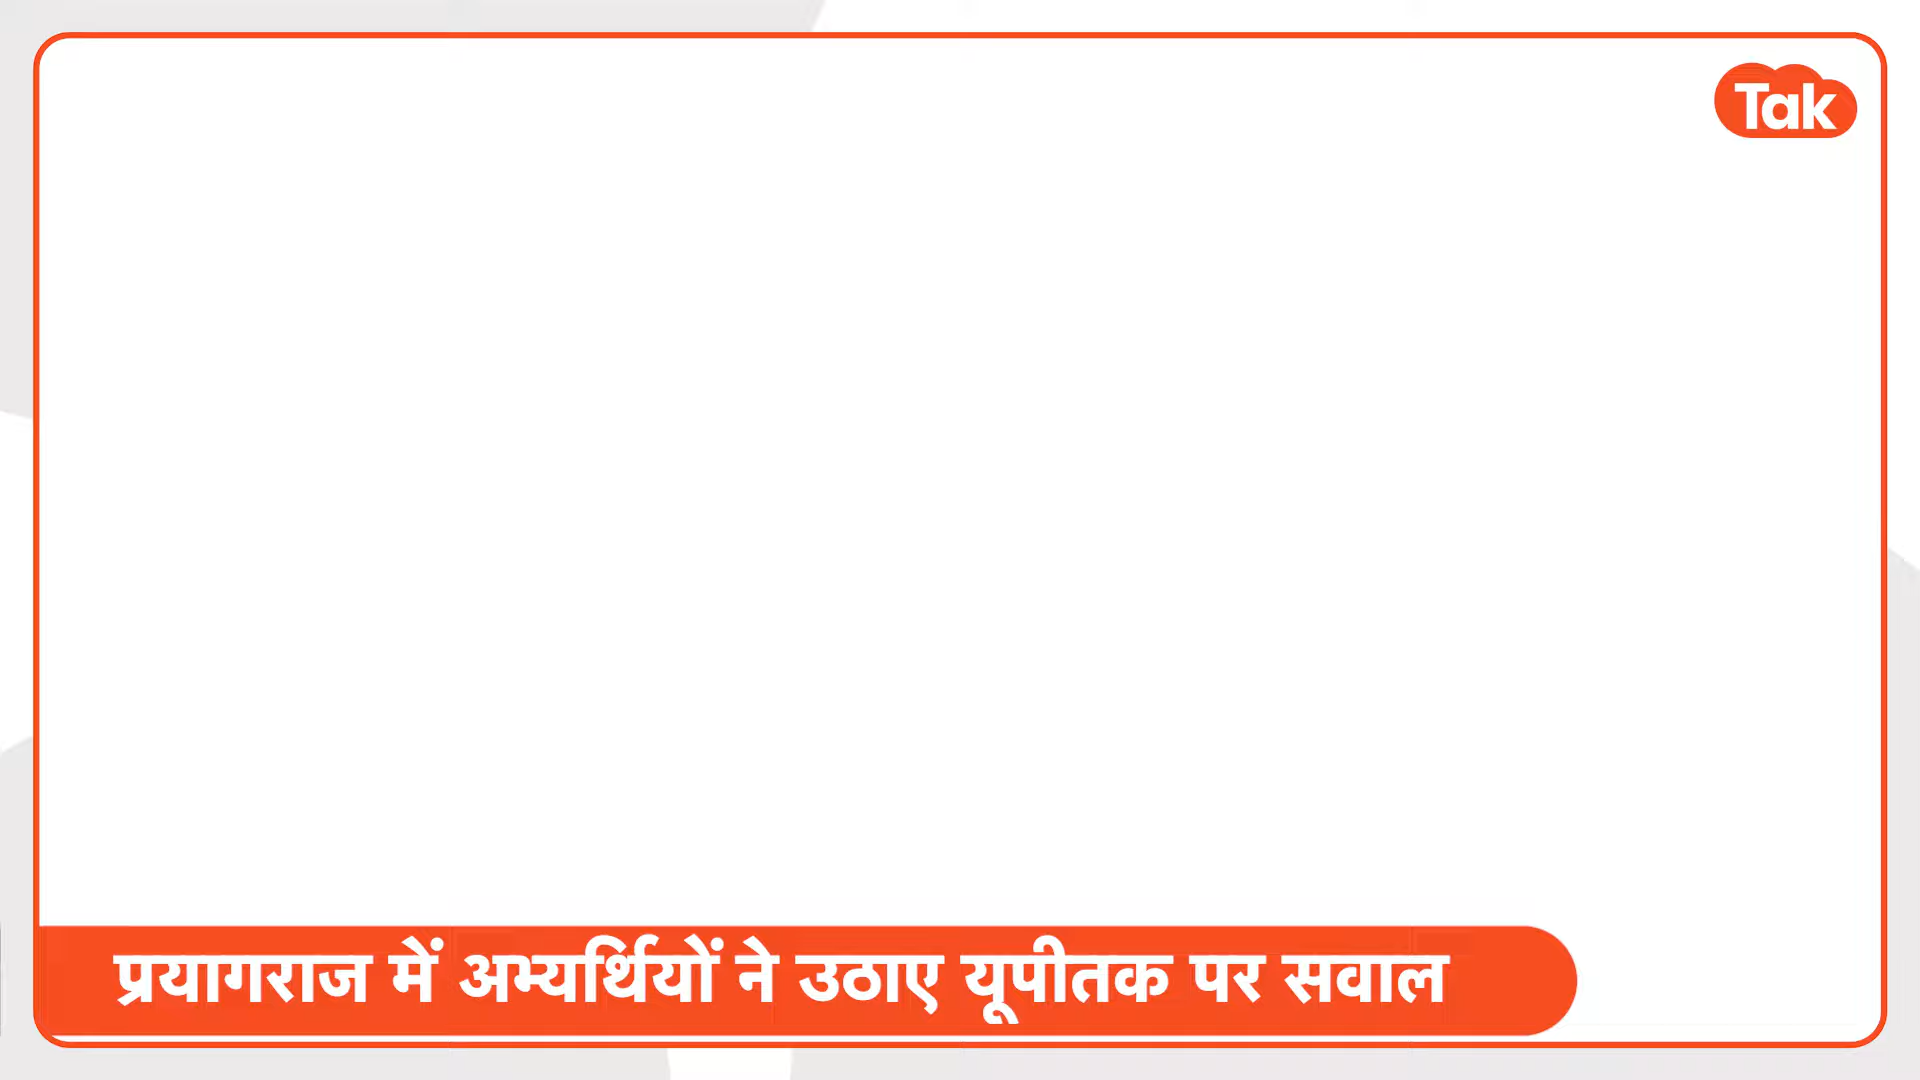 Tak
प्रयागराज में अभ्यर्थियों ने उठाए यूपीतक पर सवाल